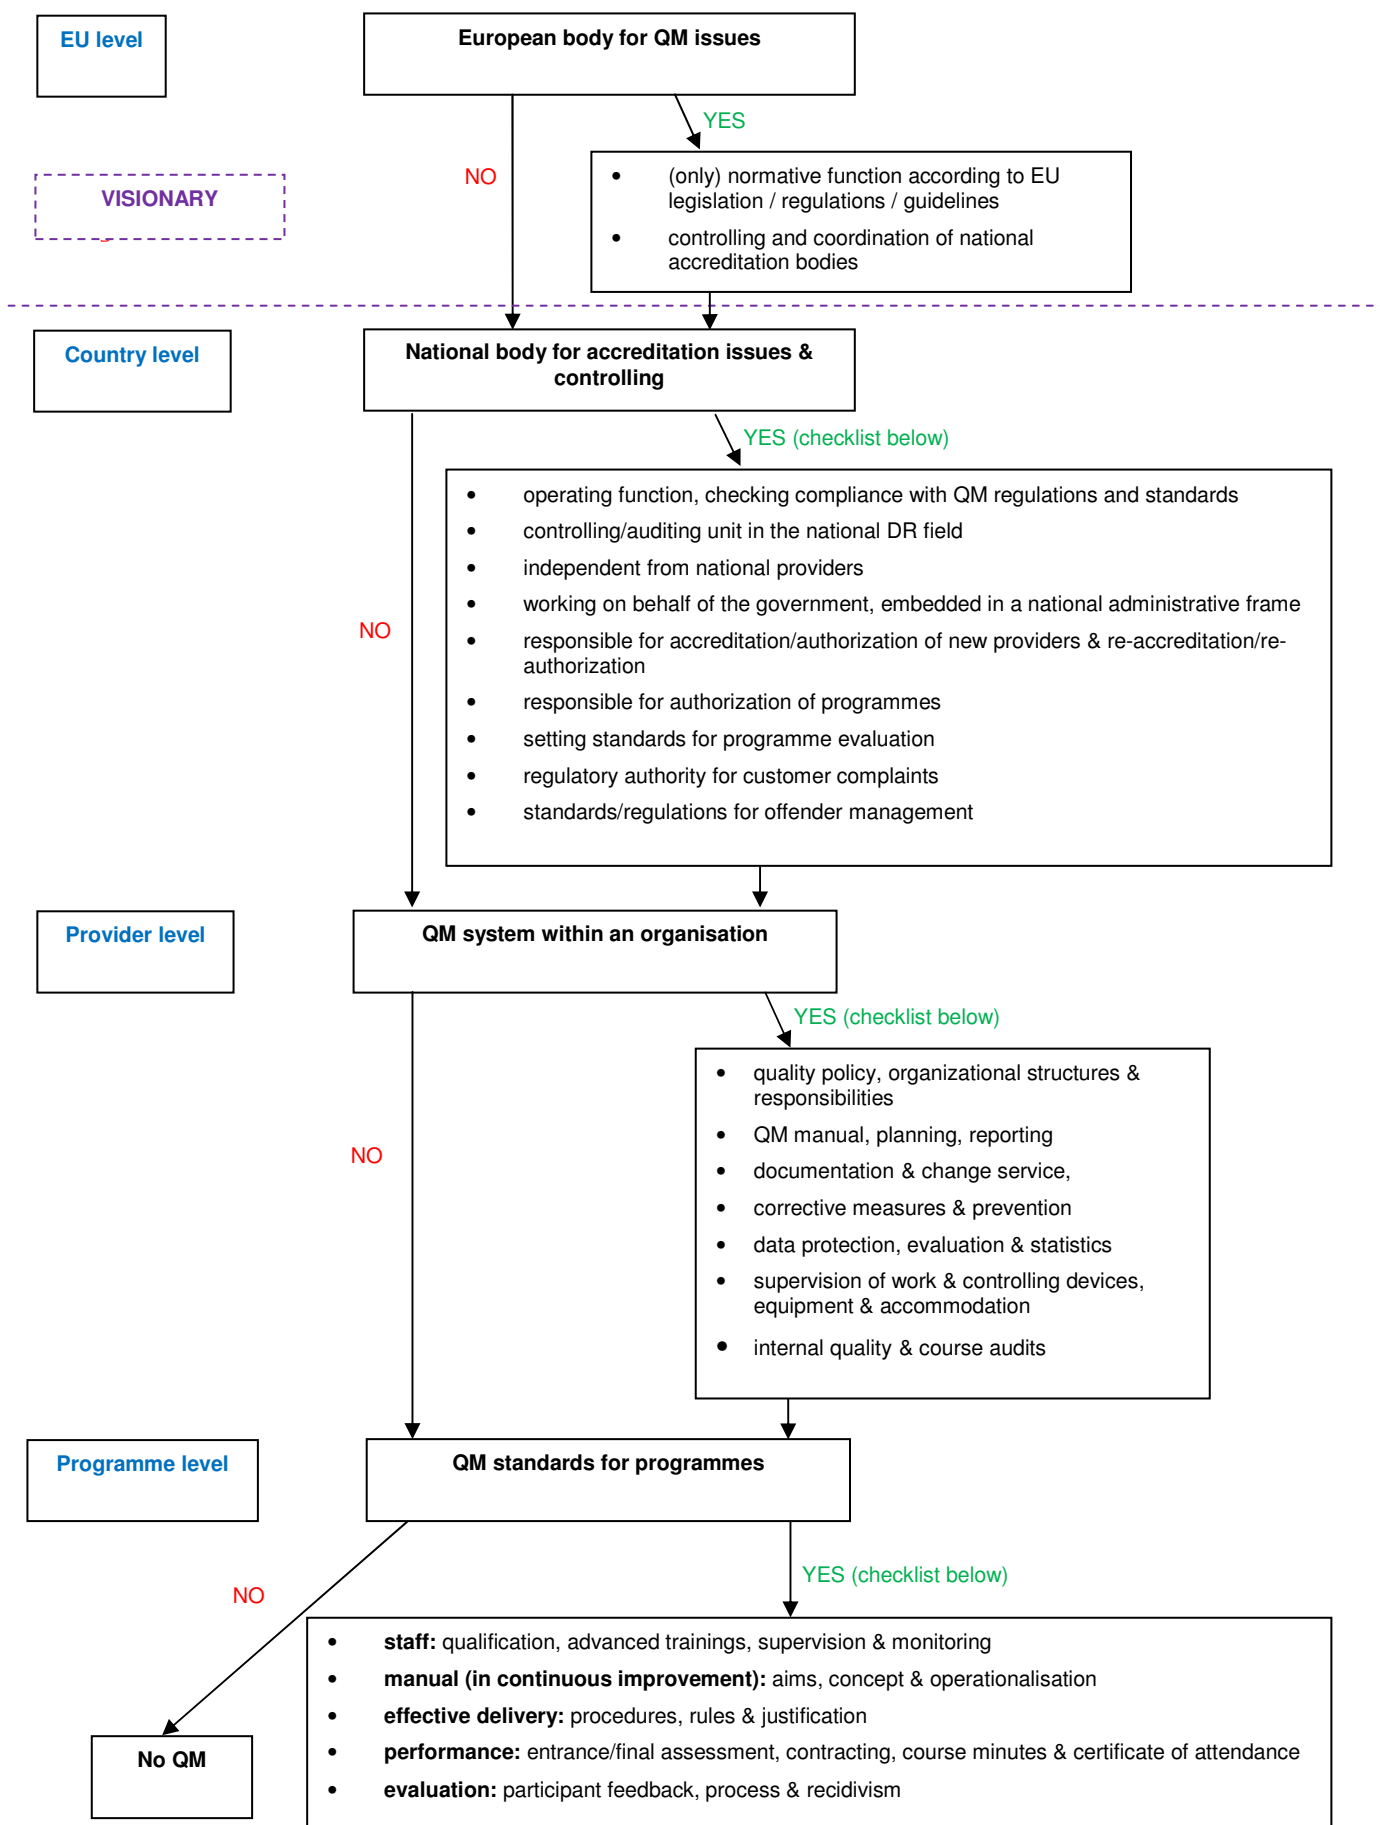 EU level
European body for QM issues
YES
NO
VISIONARY
• (only) normative function according to EU
legislation / regulations / guidelines
• controlling and coordination of national
accreditation bodies
Country level
National body for accreditation issues &
controlling
YES (checklist below)
NO
• operating function, checking compliance with QM regulations and standards
• controlling/auditing unit in the national DR field
• independent from national providers
• working on behalf of the government, embedded in a national administrative frame
• responsible for accreditation/authorization of new providers & re-accreditation/re-
authorization
• responsible for authorization of programmes
• setting standards for programme evaluation
• regulatory authority for customer complaints
• standards/regulations for offender management
Provider level
QM system within an organisation
YES (checklist below)
NO
• quality policy, organizational structures &
responsibilities
• QM manual, planning, reporting
• documentation & change service,
• corrective measures & prevention
• data protection, evaluation & statistics
• supervision of work & controlling devices,
equipment & accommodation
• internal quality & course audits
Programme level
QM standards for programmes
YES (checklist below)
NO
• staff: qualification, advanced trainings, supervision & monitoring
• manual (in continuous improvement): aims, concept & operationalisation
• effective delivery: procedures, rules & justification
• performance: entrance/final assessment, contracting, course minutes & certificate of attendance
• evaluation: participant feedback, process & recidivism
No QM